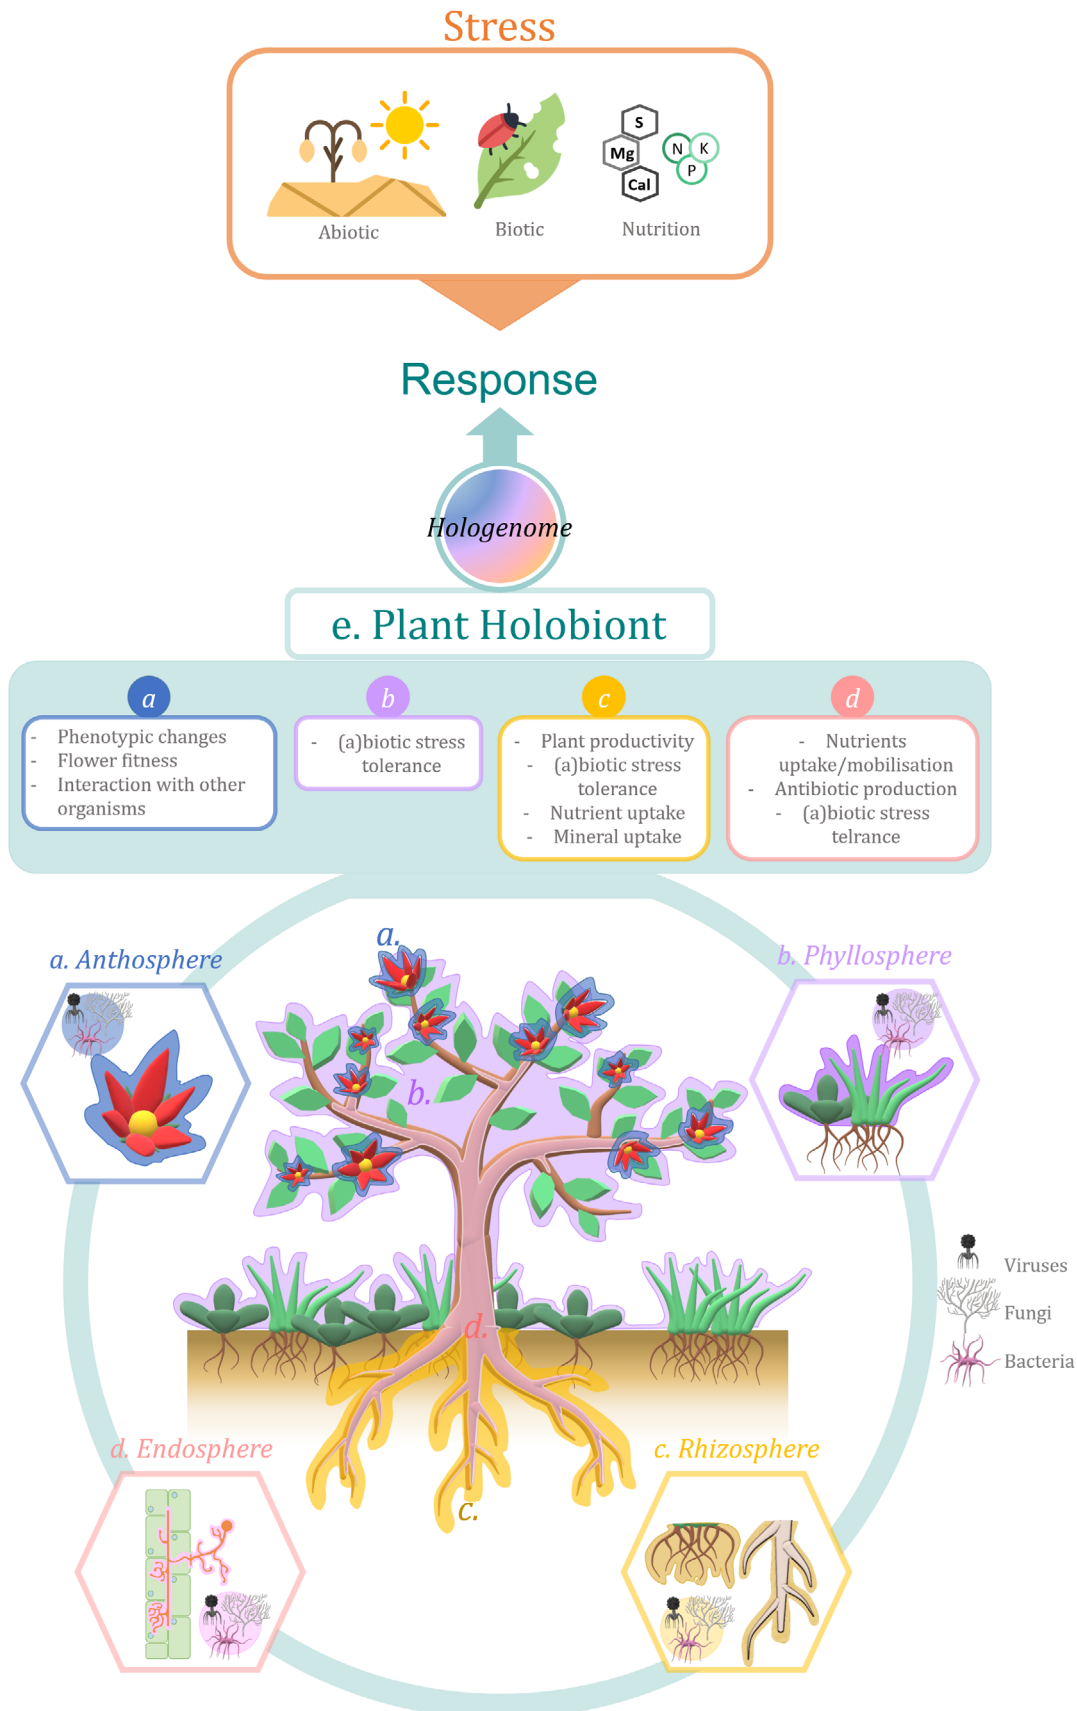 Stress
S
Mg
Cal
N
K
P
Abiotic
Biotic
Nutrition
Response
Hologenome
e. Plant Holobiont
a
- Phenotypic changes
- Flower fitness
- Interaction with other
organisms
b
- (a)biotic stress
tolerance
c
- Plant productivity
- (a)biotic stress
tolerance
- Nutrient uptake
- Mineral uptake
d
- Nutrients
uptake/mobilisation
- Antibiotic production
- (a)biotic stress
telrance
a. Anthosphere
a.
b. Phyllosphere
b.
Viruses
Fungi
Bacteria
d.
d. Endosphere
c. Rhizosphere
c.